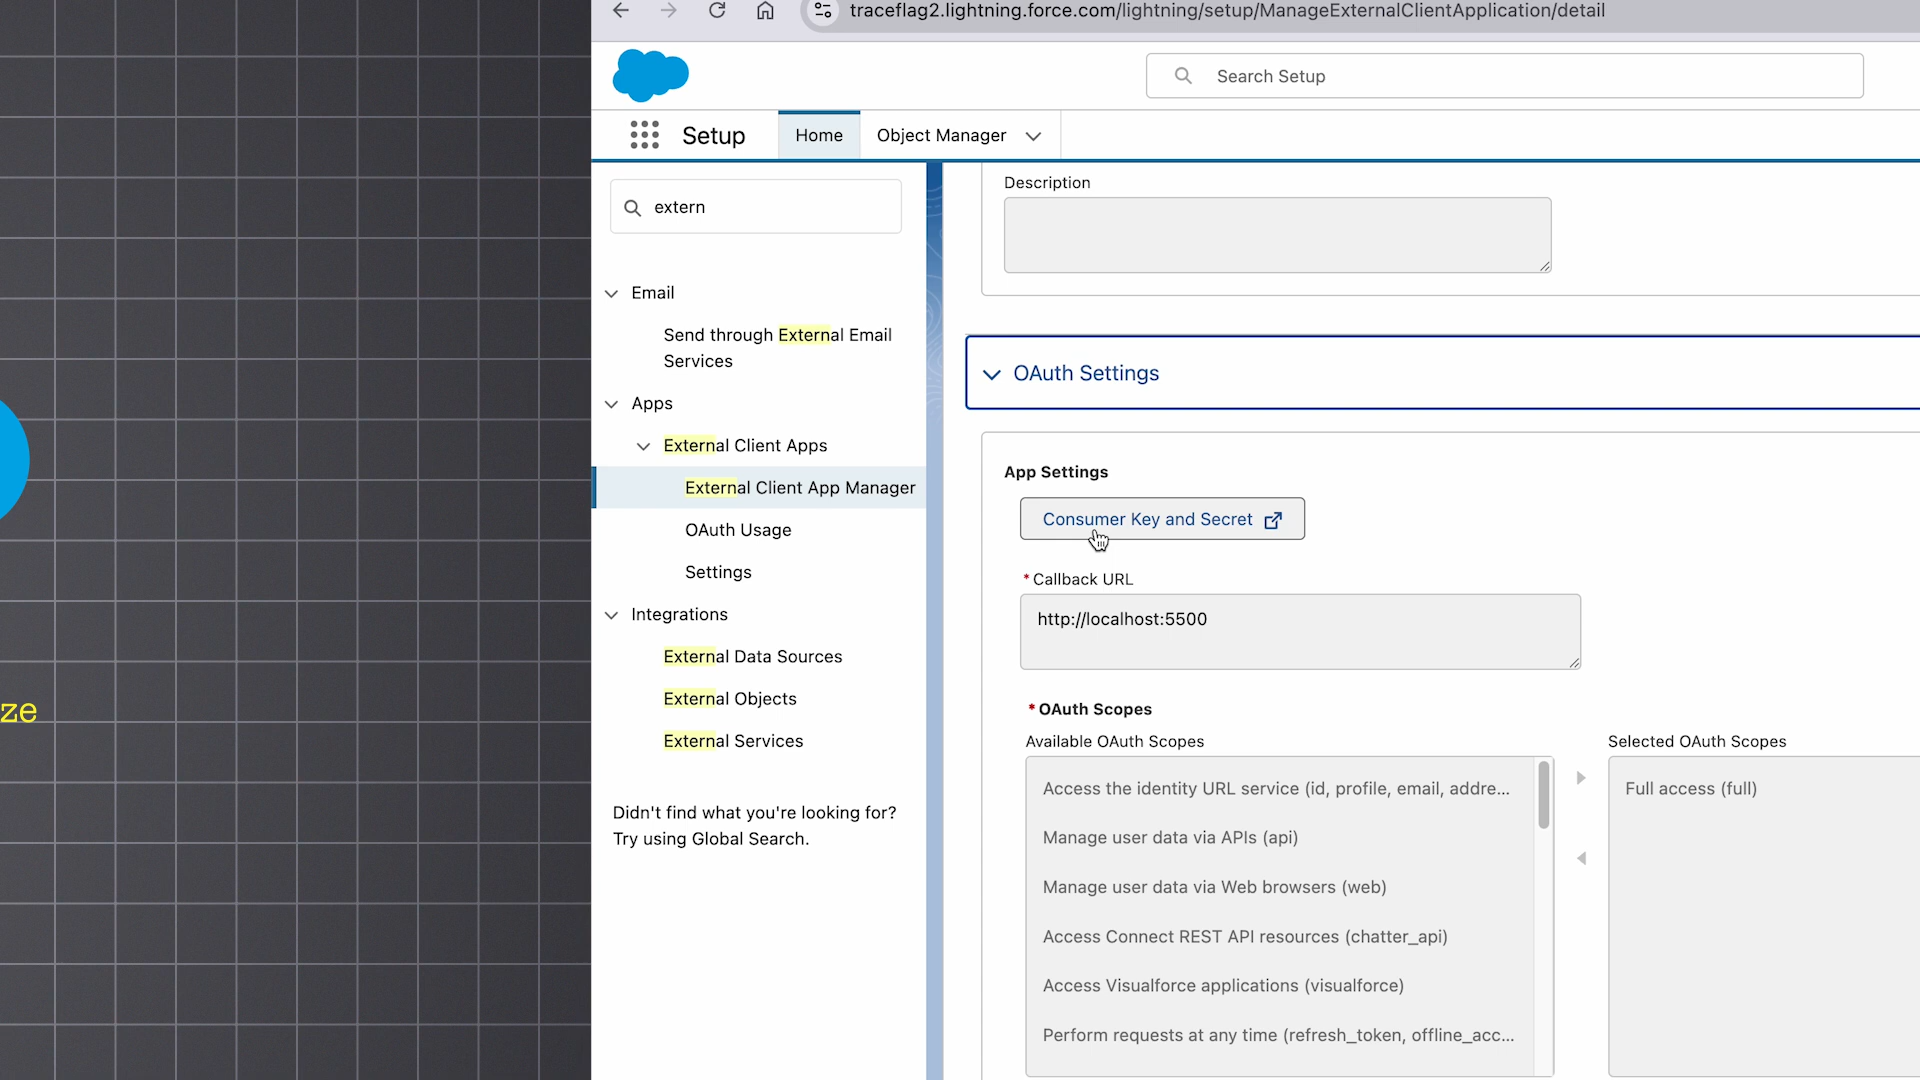 traceflag2.lightning.force.com/lightning/setup/ManageExternalClientApplication/detail
Search Setup
Setup
Home
Object Manager
extern
Email
Send through External Email
Services
Apps
External Client Apps
External Client App Manager
OAuth Usage
Settings
Integrations
External Data Sources
External Objects
External Services
Didn't find what you're looking for?
Try using Global Search.
Description
OAuth Settings
App Settings
Consumer Key and Secret
* Callback URL
http://localhost:5500
* OAuth Scopes
Available OAuth Scopes
Access the identity URL service (id, profile, email, addre...
Manage user data via APIs (api)
Manage user data via Web browsers (web)
Access Connect REST API resources (chatter_api)
Access Visualforce applications (visualforce)
Perform requests at any time (refresh_token, offline_acc...
Selected OAuth Scopes
Full access (full)
ze